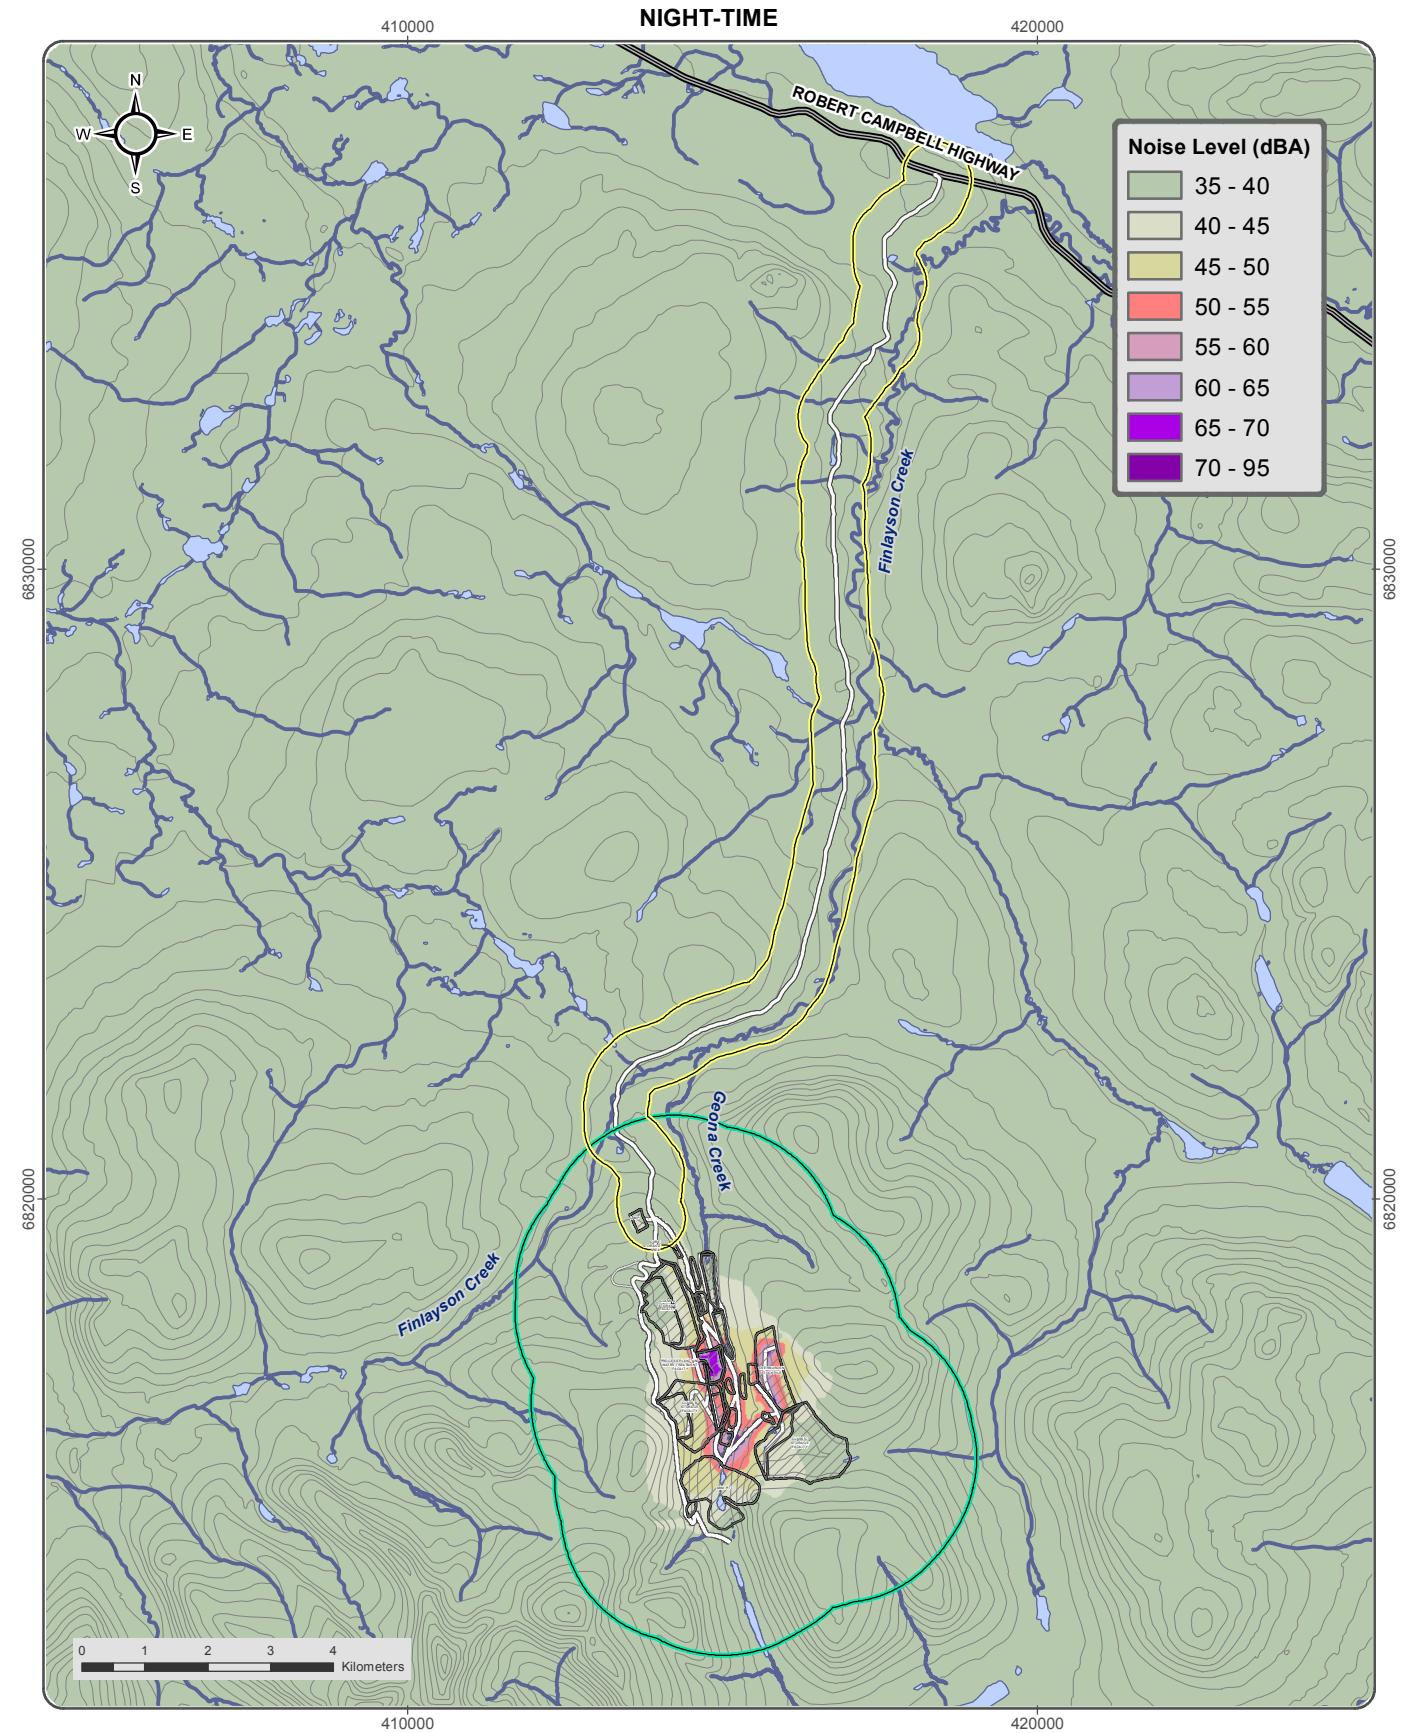 NIGHT-TIME
410000
420000
N
W
E
S
ROBERT CAMPBELL HIGHWAY
Noise Level (dBA)
35 - 40
40 - 45
45 - 50
50 - 55
55 - 60
60 - 65
65 - 70
70 - 95
Finlayson Creek
6830000
6830000
Geona Creek
6820000
6820000
Finlayson Creek
0
1
2
3
4
Kilometers
410000
420000